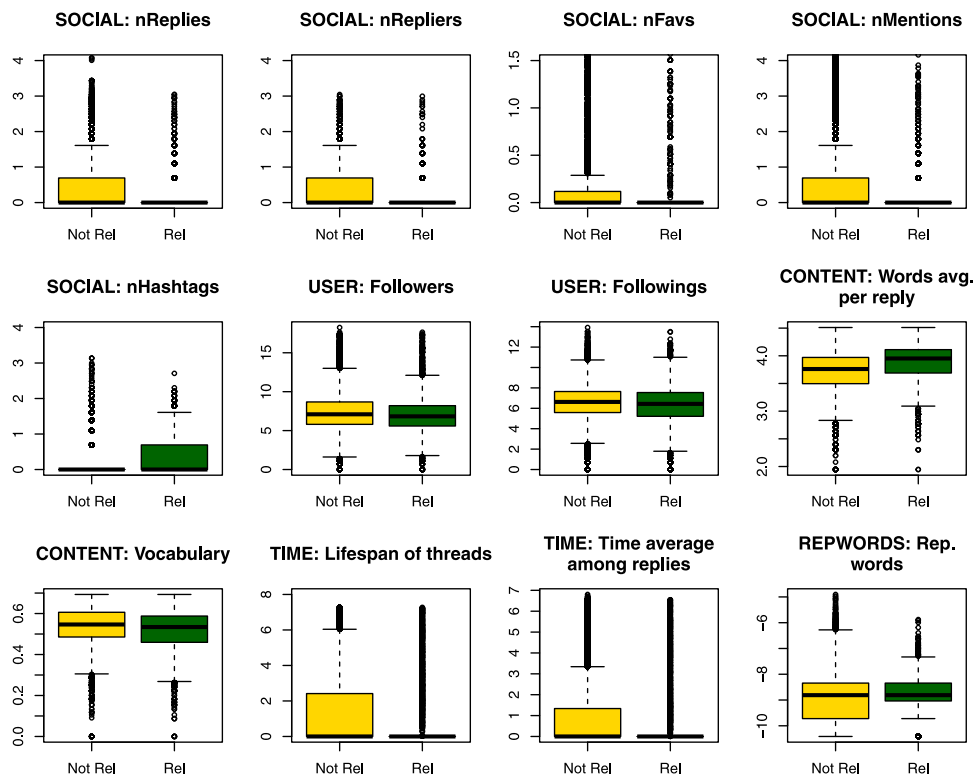 SOCIAL: nReplies
SOCIAL: nRepliers
SOCIAL: nFavs
SOCIAL: nMentions
0 1 2 3 4
Not Rel Rel
0 1 2 3 4
Not Rel Rel
0.0 0.5 1.0 1.5
Not Rel Rel
0 1 2 3 4
Not Rel Rel
SOCIAL: nHashtags
USER: Followers
USER: Followings
CONTENT: Words avg.
per reply
0 1 2 3 4
Not Rel Rel
0 5 10 15
Not Rel Rel
0 2 4 6 8 12
Not Rel Rel
2.0 3.0 4.0
Not Rel Rel
CONTENT: Vocabulary
TIME: Lifespan of threads
TIME: Time average
among replies
REPWORDS: Rep.
words
0.0 0.2 0.4 0.6
Not Rel Rel
0 2 4 6 8
Not Rel Rel
0 1 2 3 4 5 6 7
Not Rel Rel
−10 −8 −6
Not Rel Rel